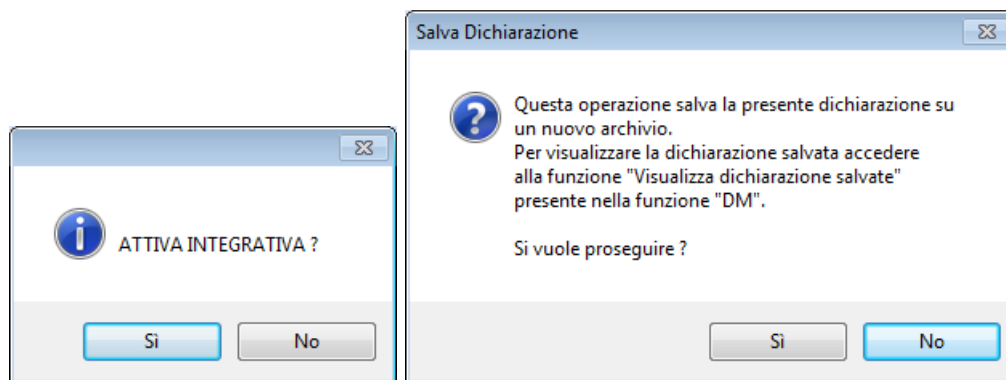 ATTIVA INTEGRATIVA ?
Sì
No
Salva Dichiarazione
Questa operazione salva la presente dichiarazione su
un nuovo archivio.
Per visualizzare la dichiarazione salvata accedere
alla funzione "Visualizza dichiarazione salvate"
presente nella funzione "DM".
Si vuole proseguire ?
Sì
No